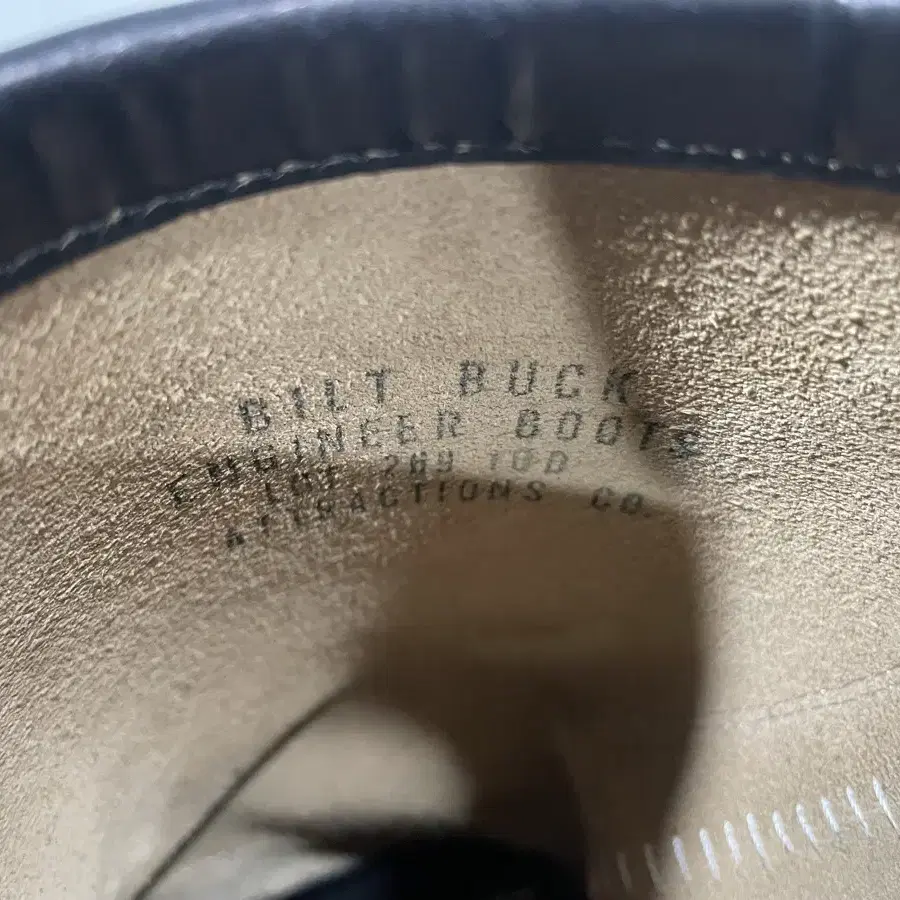 BILT BUCK
ENGINEER BOOTS
LOT 269 10D
ATTRACTIONS CO.